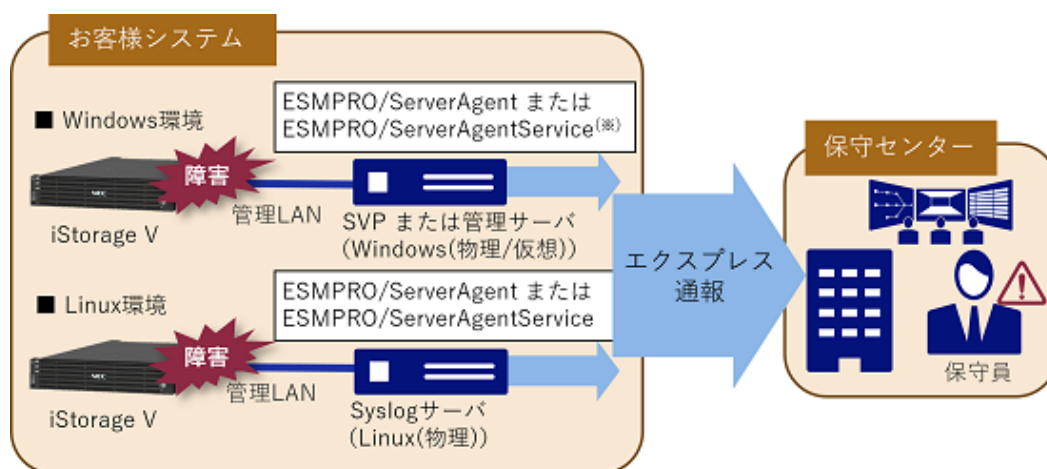 お客様システム
■ Windows環境
ESMPRO/ServerAgent または
ESMPRO/ServerAgentService(※)
障害
NEC
管理LAN
iStorage V
SVP または管理サーバ
(Windows(物理/仮想))
■ Linux環境
ESMPRO/ServerAgent または
ESMPRO/ServerAgentService
障害
NEC
管理LAN
iStorage V
Syslogサーバ
(Linux(物理))
エクスプレス
通報
保守センター
保守員